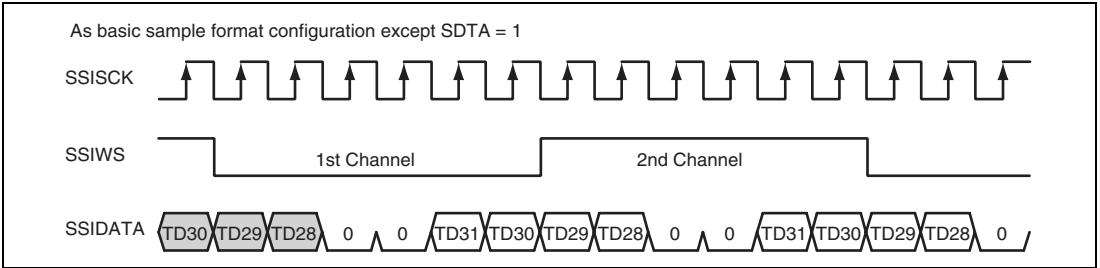 As basic sample format configuration except SDTA = 1
SSISCK
SSIWS 1st Channel 2nd Channel
SSIDATA TD30 TD29 TD28 0 0 TD31 TD30 TD29 TD28 0 0 TD31 TD30 TD29 TD28 0